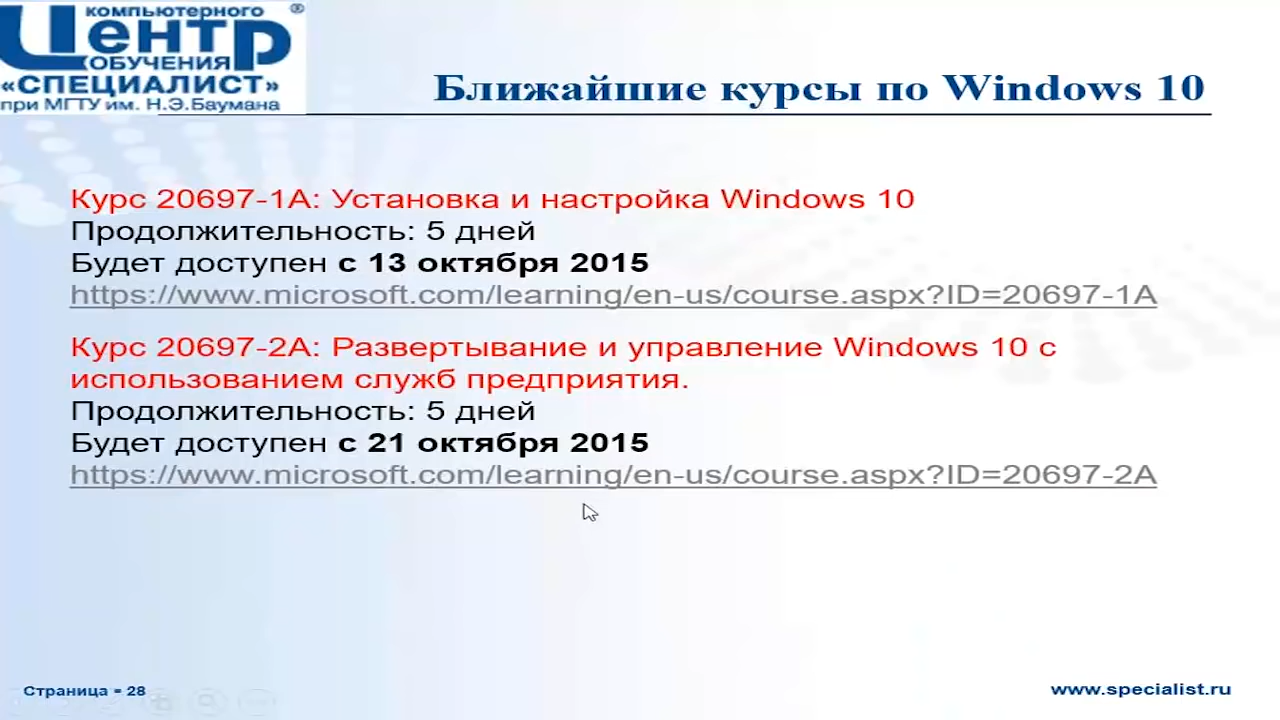 компьютерного ®
Центр
ОБУЧЕНИЯ
«СПЕЦИАЛИСТ»
при МГТУ им. Н.Э.Баумана
Ближайшие курсы по Windows 10
Курс 20697-1A: Установка и настройка Windows 10
Продолжительность: 5 дней
Будет доступен с 13 октября 2015
https://www.microsoft.com/learning/en-us/course.aspx?ID=20697-1A
Курс 20697-2A: Развертывание и управление Windows 10 с
использованием служб предприятия.
Продолжительность: 5 дней
Будет доступен с 21 октября 2015
https://www.microsoft.com/learning/en-us/course.aspx?ID=20697-2A
Страница = 28
www.specialist.ru